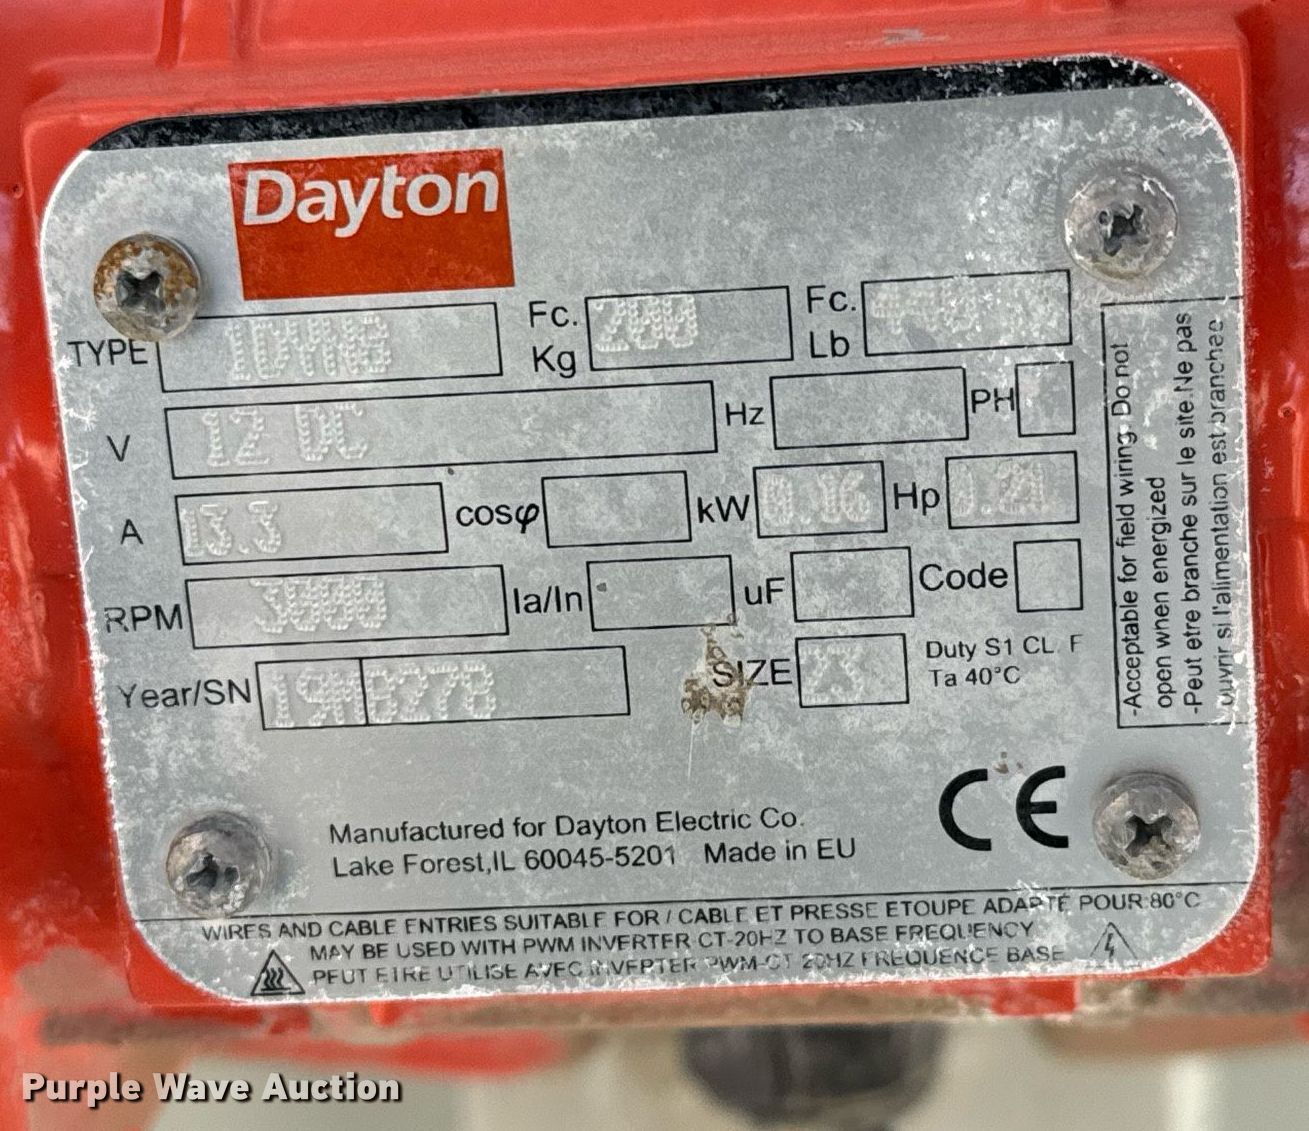 Dayton
TYPE
Fc. Kg 200
Fc. Lb
V 12 DC
Hz
PH
A 13.3
cosφ
kW 0.16
Hp
RPM 3000
Ia/In
uF
Code
Year/SN
SIZE
Duty S1 CL. F
Ta 40°C
-Acceptable for field wiring. Do not
open when energized
-Peut etre branche sur le site.Ne pas
ouvrir si l'alimentation est branchee
CE
Manufactured for Dayton Electric Co.
Lake Forest,IL 60045-5201 Made in EU
WIRES AND CABLE ENTRIES SUITABLE FOR / CABLE ET PRESSE ETOUPE ADAPTE POUR 80°C
MAY BE USED WITH PWM INVERTER CT-20HZ TO BASE FREQUENCY
PEUT ETRE UTILISE AVEC INVERTER PWM-CT 20HZ FREQUENCE BASE
Purple Wave Auction